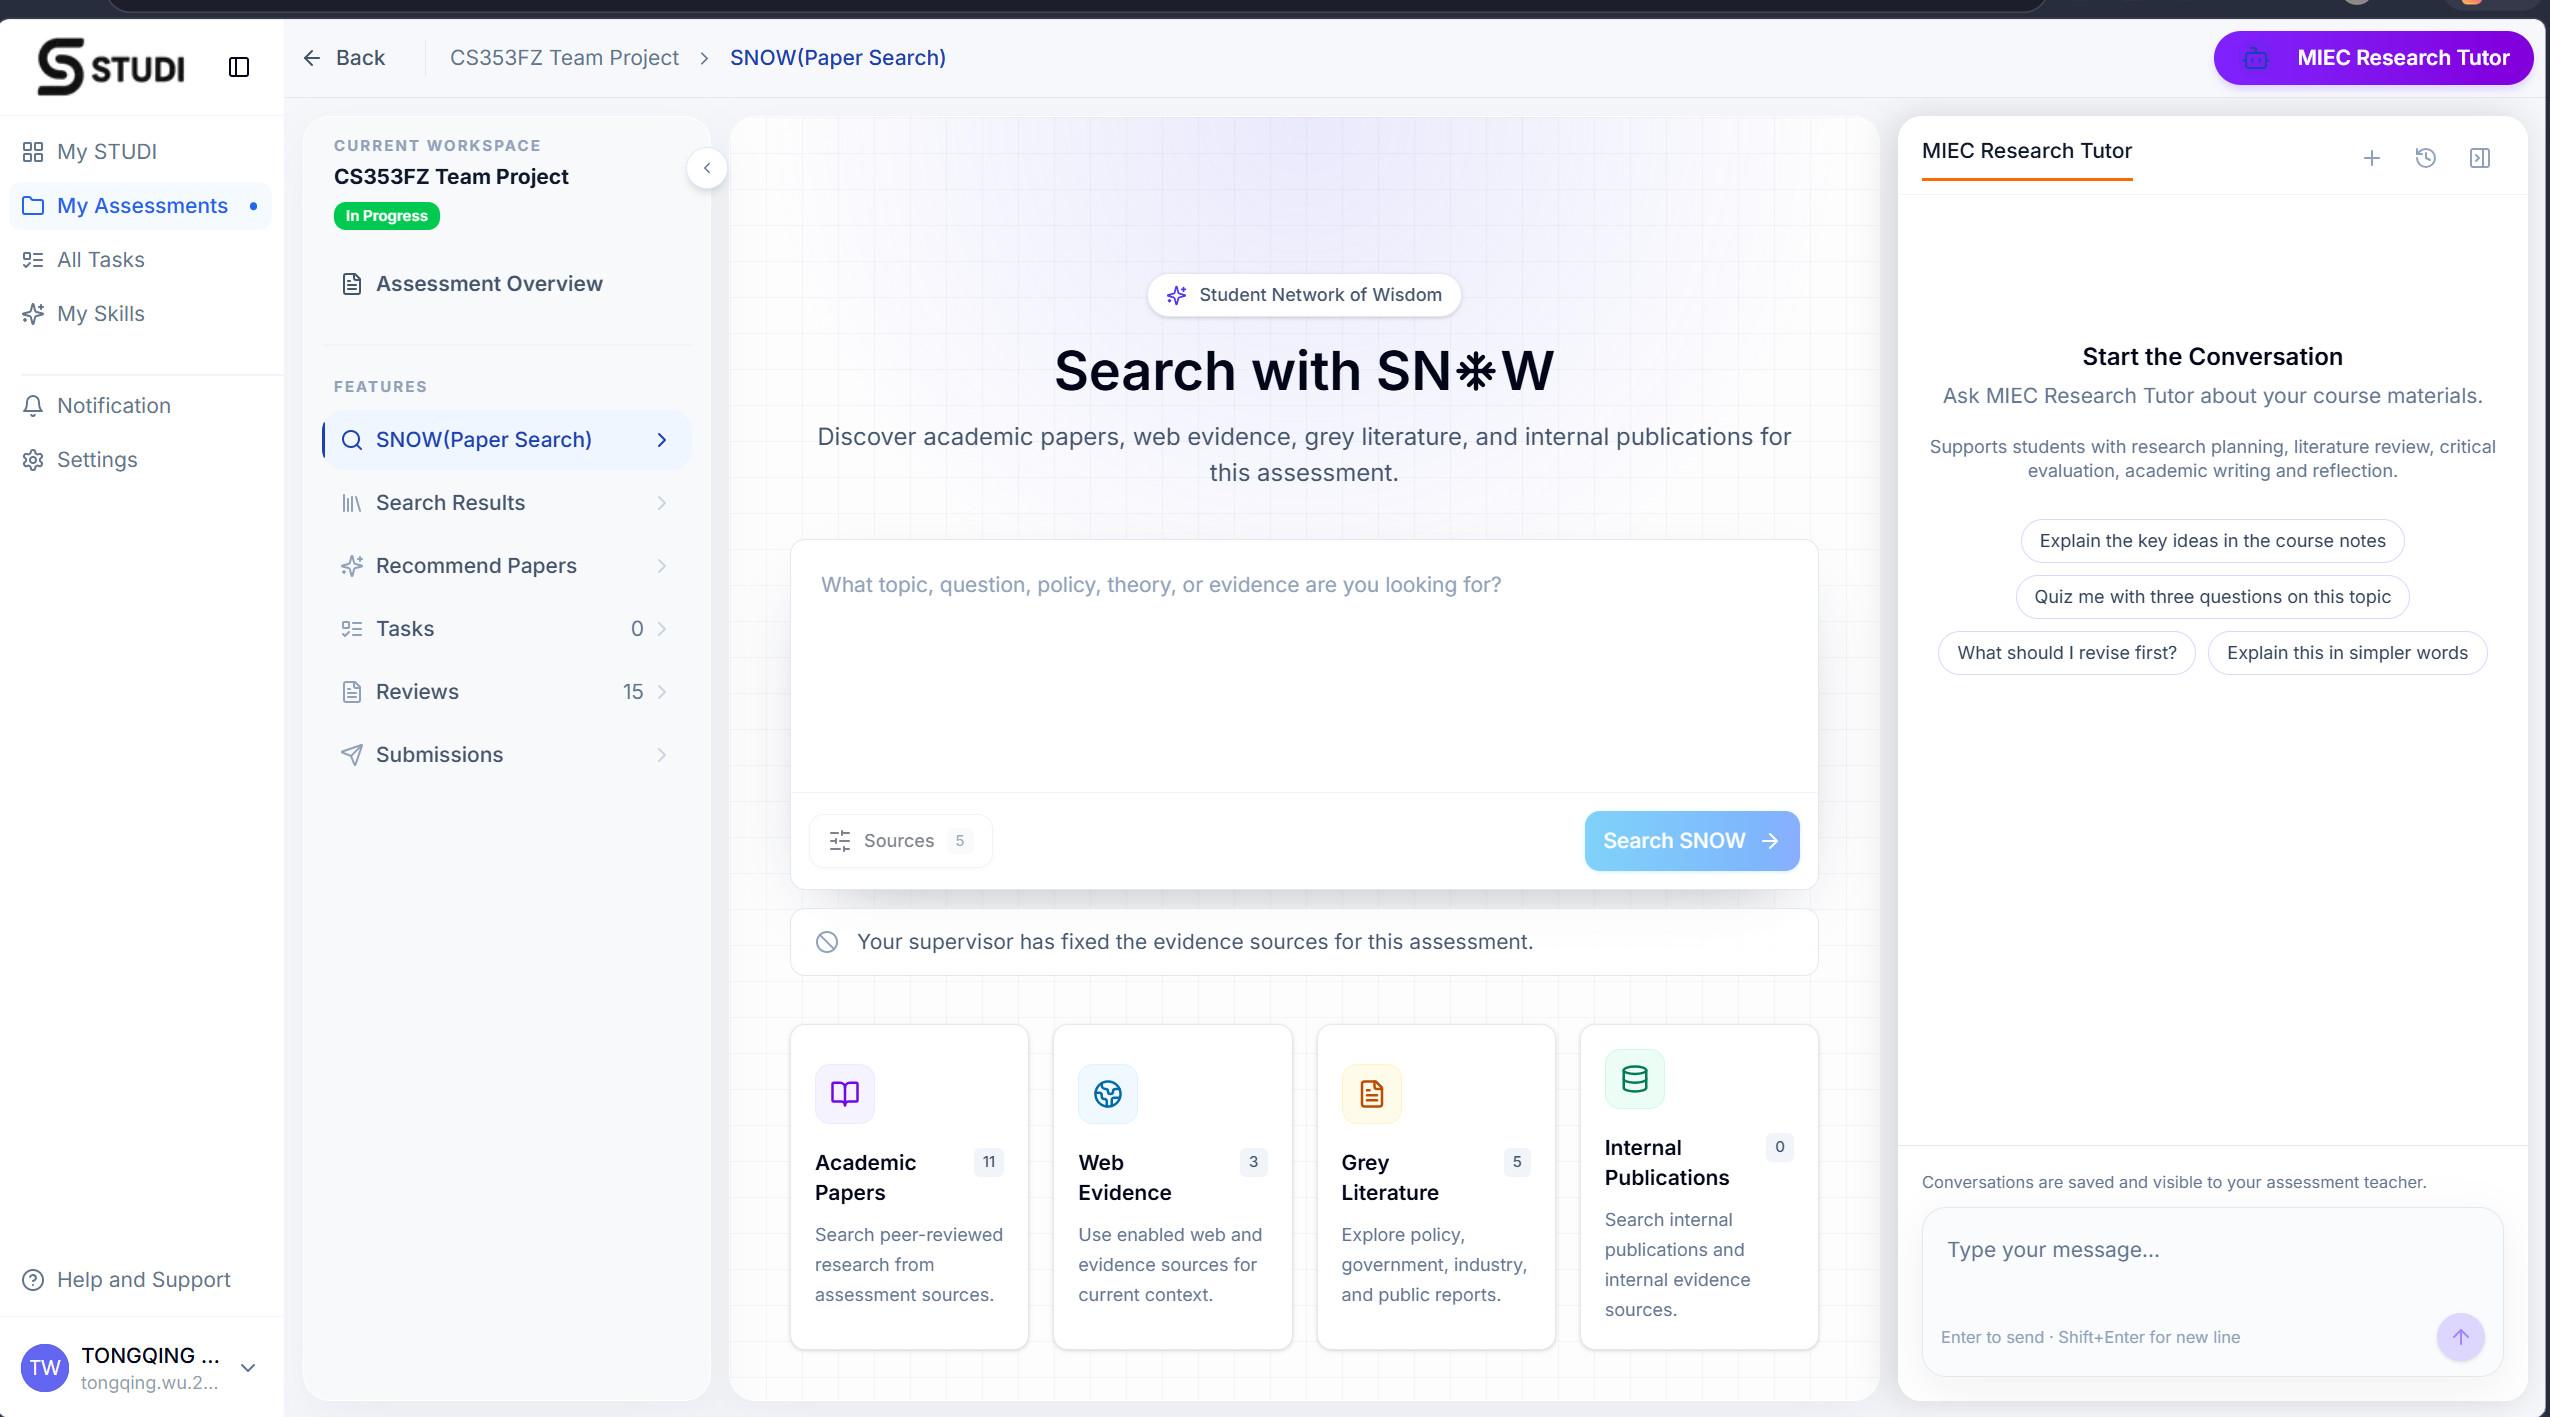 STUDI
My STUDI
My Assessments
All Tasks
My Skills
Notification
Settings
Help and Support
TW
TONGQING ...
tongqing.wu.2...
Back
CS353FZ Team Project
SNOW(Paper Search)
MIEC Research Tutor
CURRENT WORKSPACE
CS353FZ Team Project
In Progress
Assessment Overview
FEATURES
SNOW(Paper Search)
Search Results
Recommend Papers
Tasks 0
Reviews 15
Submissions
Student Network of Wisdom
Search with SN❄W
Discover academic papers, web evidence, grey literature, and internal publications for
this assessment.
What topic, question, policy, theory, or evidence are you looking for?
Sources 5
Search SNOW
Your supervisor has fixed the evidence sources for this assessment.
Academic 11
Papers
Search peer-reviewed
research from
assessment sources.
Web 3
Evidence
Use enabled web and
evidence sources for
current context.
Grey 5
Literature
Explore policy,
government, industry,
and public reports.
Internal 0
Publications
Search internal
publications and
internal evidence
sources.
MIEC Research Tutor
Start the Conversation
Ask MIEC Research Tutor about your course materials.
Supports students with research planning, literature review, critical
evaluation, academic writing and reflection.
Explain the key ideas in the course notes
Quiz me with three questions on this topic
What should I revise first?
Explain this in simpler words
Conversations are saved and visible to your assessment teacher.
Type your message...
Enter to send · Shift+Enter for new line